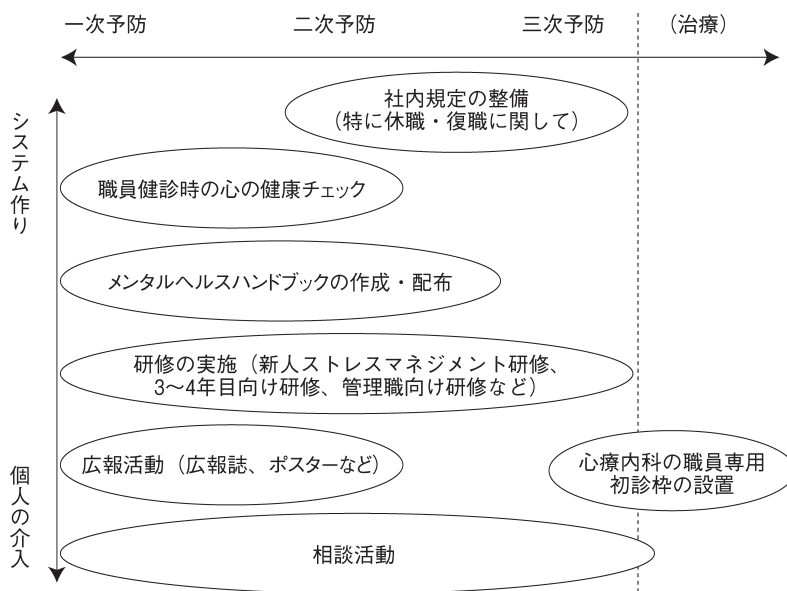 一次予防 二次予防 三次予防 (治療)
システム作り
社内規定の整備
(特に休職・復職に関して)
職員健診時の心の健康チェック
メンタルヘルスハンドブックの作成・配布
研修の実施(新人ストレスマネジメント研修、
3〜4年目向け研修、管理職向け研修など)
個人の介入
広報活動(広報誌、ポスターなど)
心療内科の職員専用
初診枠の設置
相談活動